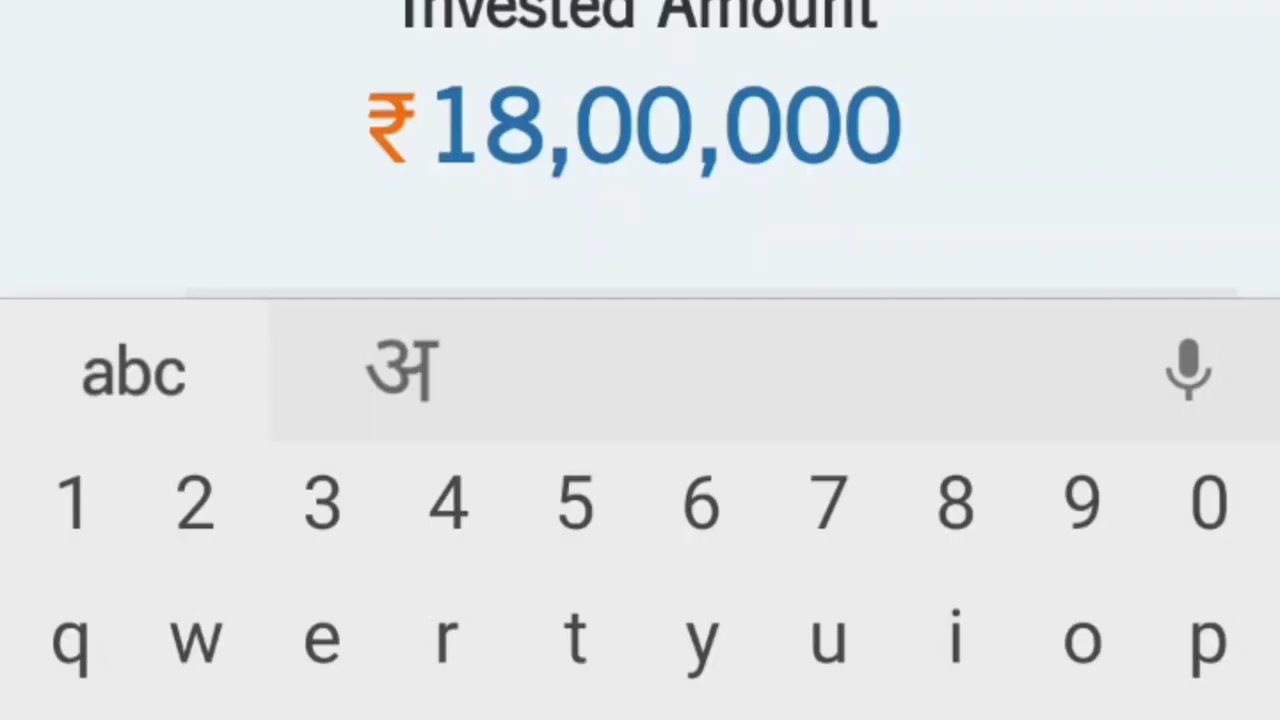 Invested Amount
₹18,00,000
abc अ
1 2 3 4 5 6 7 8 9 0
q w e r t y u i o p